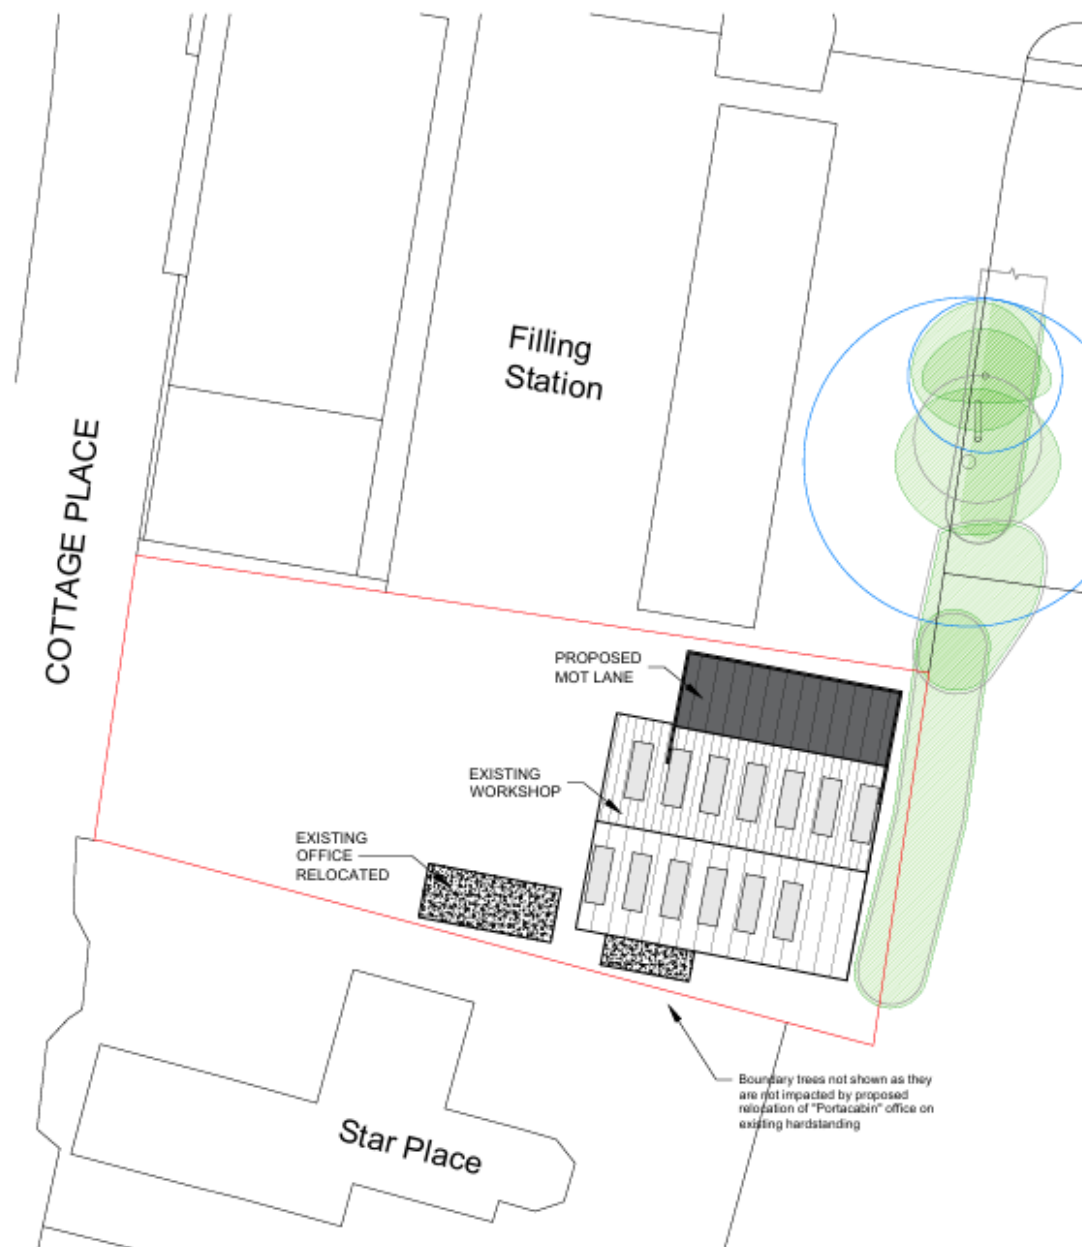 Filling
Station
COTTAGE PLACE
PROPOSED
MOT LANE
EXISTING
WORKSHOP
EXISTING
OFFICE
RELOCATED
Boundary trees not shown as they
are not impacted by proposed
relocation of "Portacabin" office on
existing hardstanding
Star Place